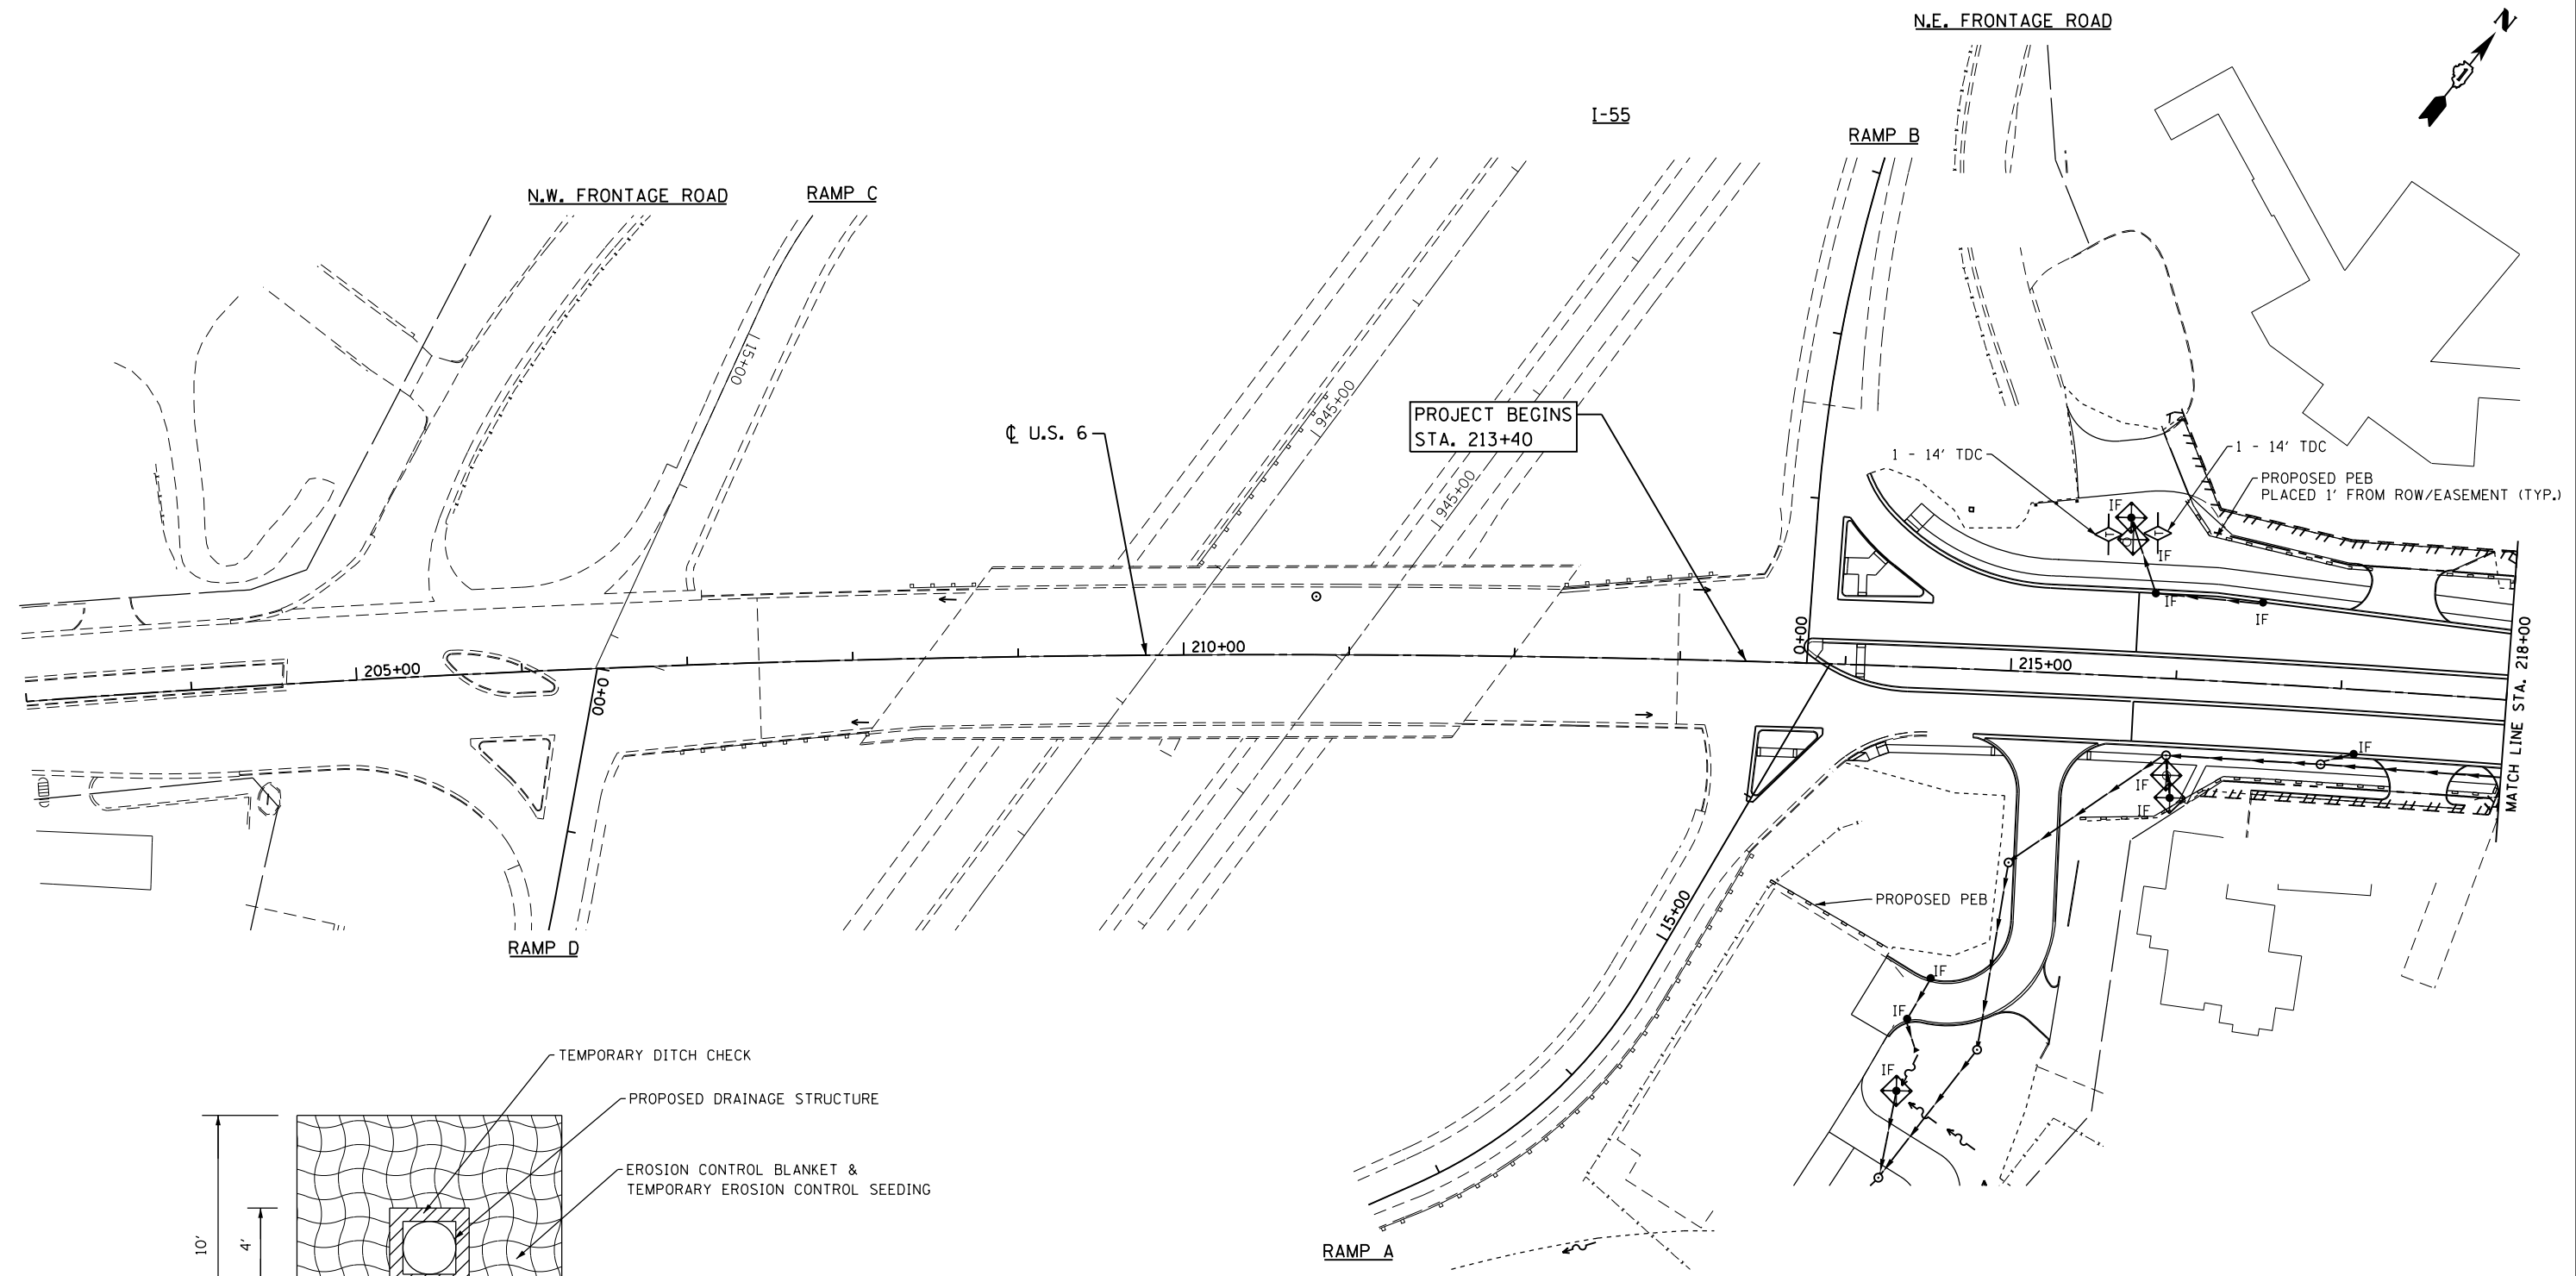 N.E. FRONTAGE ROAD
N
I-55
RAMP B
N.W. FRONTAGE ROAD
RAMP C
15+00
945+00
945+00
℄ U.S. 6
PROJECT BEGINS
STA. 213+40
1 - 14' TDC
1 - 14' TDC
PROPOSED PEB
PLACED 1' FROM ROW/EASEMENT (TYP.)
IF
IF
IF
IF
205+00
210+00
215+00
0+00
0+00
MATCH LINE STA. 218+00
IF
IF
IF
115+00
PROPOSED PEB
IF
IF
IF
RAMP D
RAMP A
TEMPORARY DITCH CHECK
PROPOSED DRAINAGE STRUCTURE
EROSION CONTROL BLANKET &
TEMPORARY EROSION CONTROL SEEDING
10'
4'